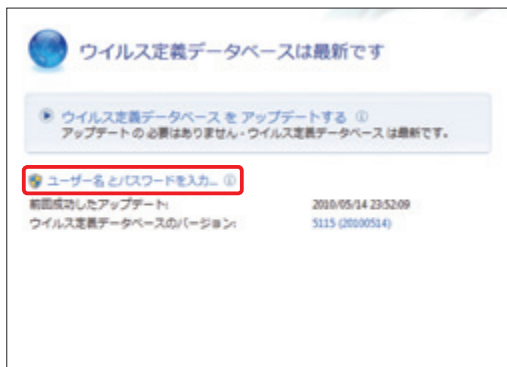 ウイルス定義データベースは最新です
ウイルス定義データベース を アップデートする
アップデート の 必要はありません - ウイルス定義データベース は最新です。
ユーザー名 とパスワードを入力...
前回成功したアップデート: 2010/05/14 23:52:09
ウイルス定義データベースのバージョン: 5115 (20100514)